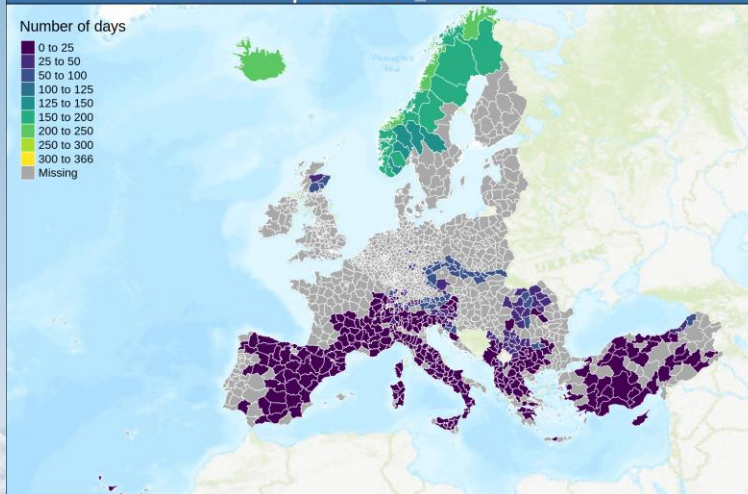 Number of days
0 to 25
25 to 50
50 to 100
100 to 125
125 to 150
150 to 200
200 to 250
250 to 300
300 to 366
Missing
UKRAINE